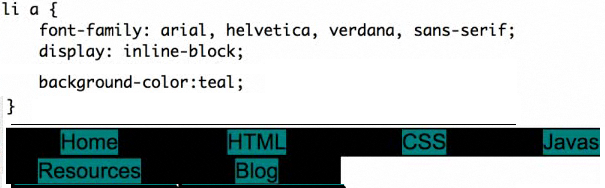 li a {
font-family: arial, helvetica, verdana, sans-serif;
display: inline-block;
background-color:teal;
}
Home HTML CSS Javas
Resources Blog